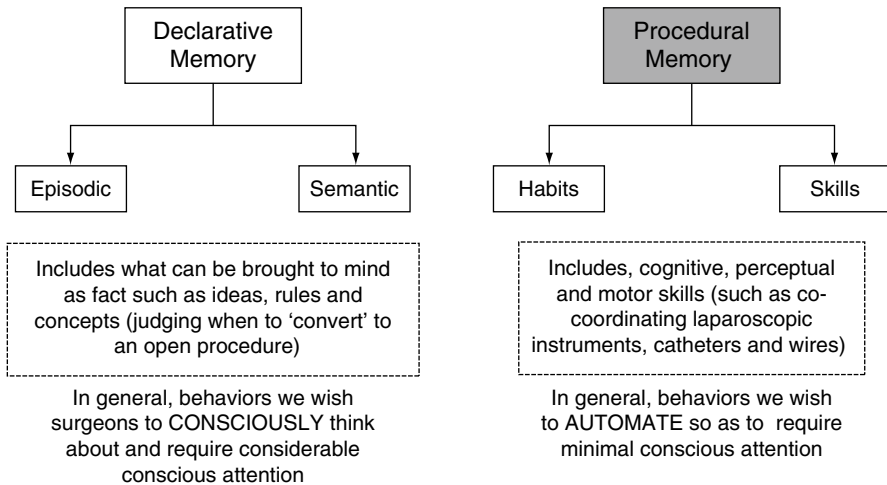 Declarative
Memory
Episodic
Semantic
Includes what can be brought to mind
as fact such as ideas, rules and
concepts (judging when to ‘convert’ to
an open procedure)
In general, behaviors we wish
surgeons to CONSCIOUSLY think
about and require considerable
conscious attention
Procedural
Memory
Habits
Skills
Includes, cognitive, perceptual
and motor skills (such as co-
coordinating laparoscopic
instruments, catheters and wires)
In general, behaviors we wish
to AUTOMATE so as to require
minimal conscious attention